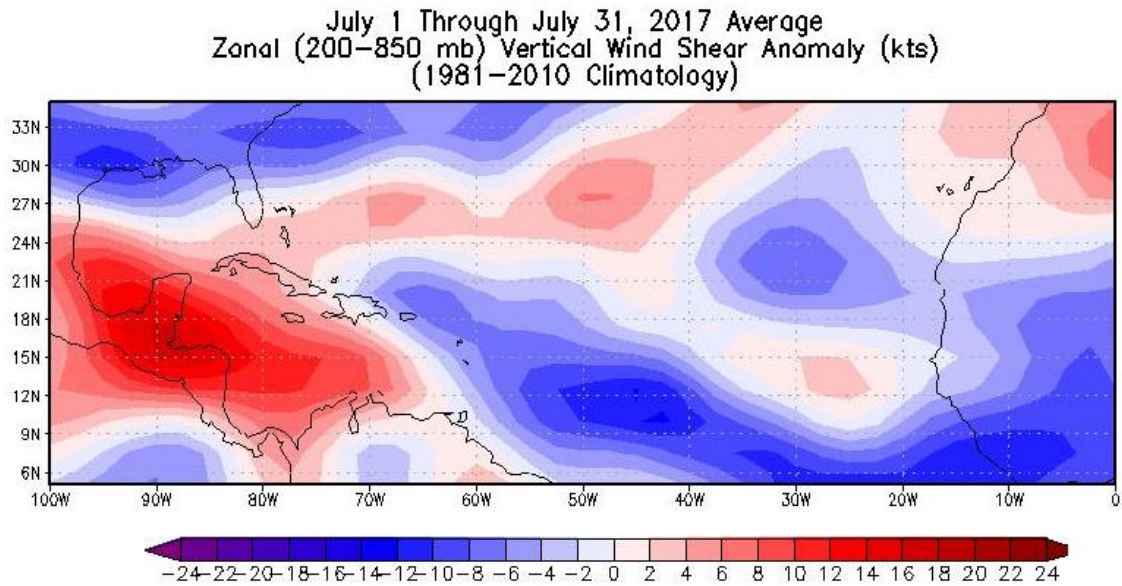 July 1 Through July 31, 2017 Average
Zonal (200-850 mb) Vertical Wind Shear Anomaly (kts)
(1981-2010 Climatology)
33N
30N
27N
24N
21N
18N
15N
12N
9N
6N
100W 90W 80W 70W 60W 50W 40W 30W 20W 10W 0
-24-22-20-18-16-14-12-10-8 -6 -4 -2 0 2 4 6 8 10 12 14 16 18 20 22 24